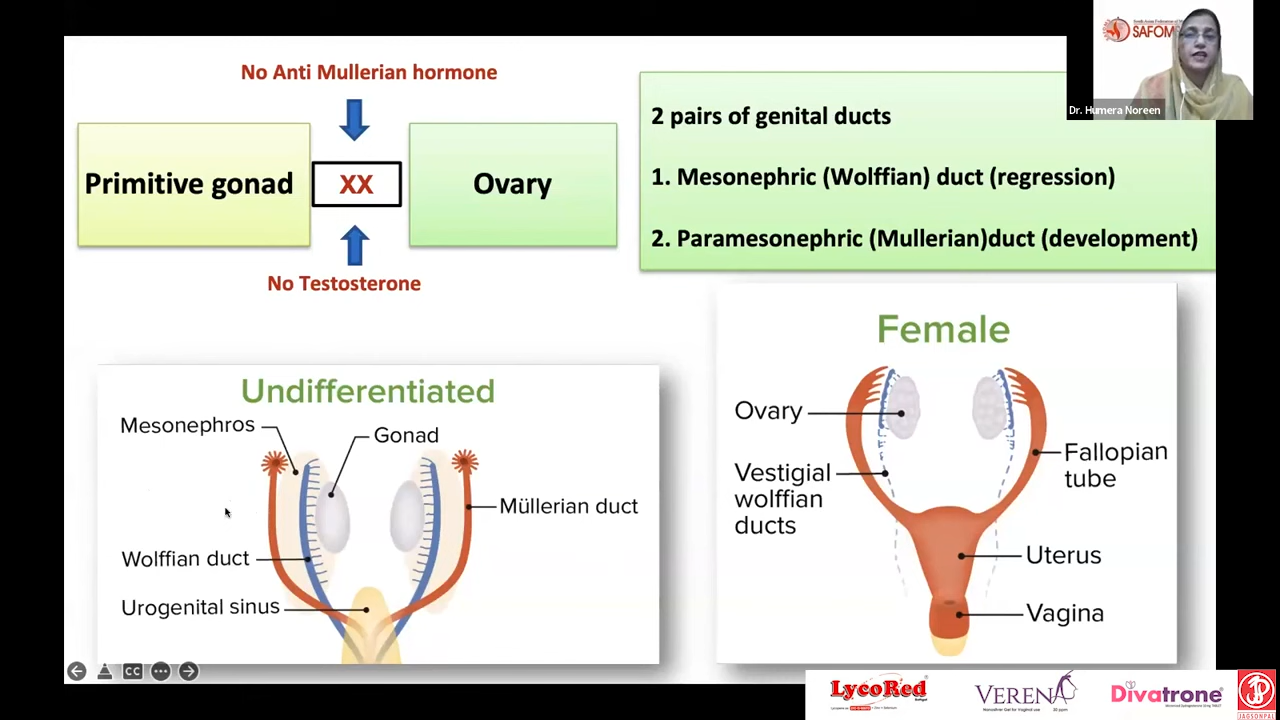 No Anti Mullerian hormone
Primitive gonad
XX
Ovary
No Testosterone
2 pairs of genital ducts
1. Mesonephric (Wolffian) duct (regression)
2. Paramesonephric (Mullerian)duct (development)
SAFOM
Dr. Humera Noreen
Undifferentiated
Mesonephros
Gonad
Müllerian duct
Wolffian duct
Urogenital sinus
Female
Ovary
Vestigial
wolffian
ducts
Fallopian
tube
Uterus
Vagina
CC
LycoRed
VERENA
Divatrone
JAGSONPAL